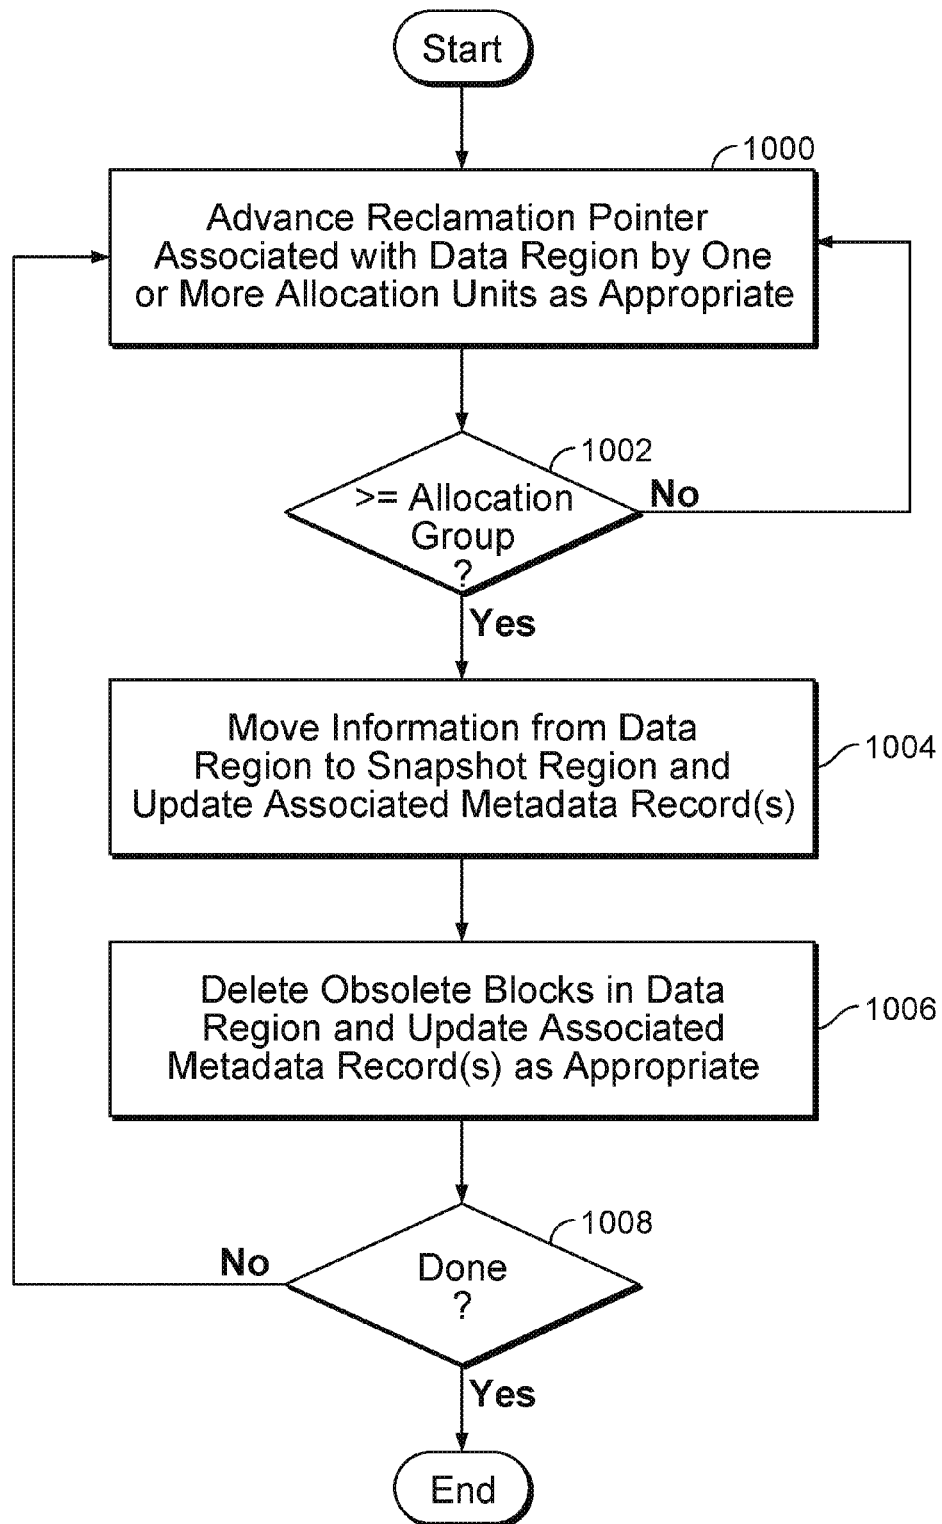 Start
1000
Advance Reclamation Pointer
Associated with Data Region by One
or More Allocation Units as Appropriate
1002
>= Allocation
Group
?
No
Yes
Move Information from Data
Region to Snapshot Region and
Update Associated Metadata Record(s)
1004
Delete Obsolete Blocks in Data
Region and Update Associated
Metadata Record(s) as Appropriate
1006
1008
No
Done
?
Yes
End